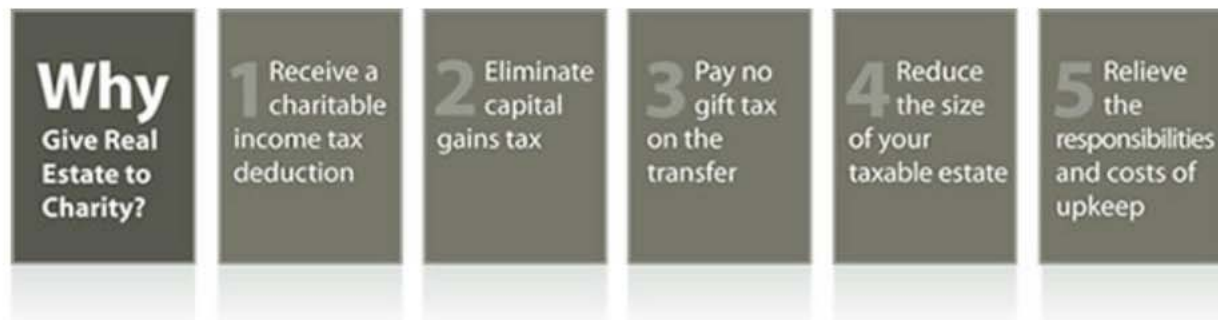 Why
Give Real
Estate to
Charity?
1 Receive a
charitable
income tax
deduction
2 Eliminate
capital
gains tax
3 Pay no
gift tax
on the
transfer
4 Reduce
the size
of your
taxable estate
5 Relieve
the
responsibilities
and costs of
upkeep